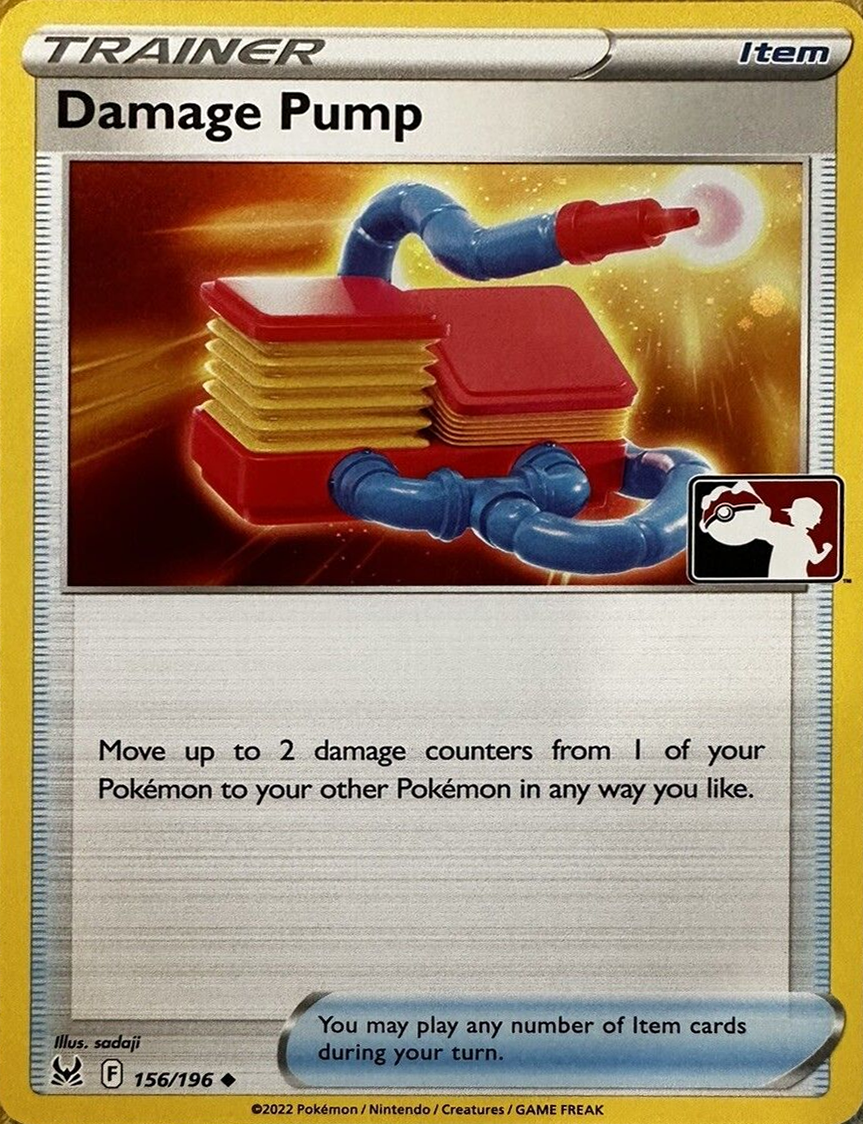 TRAINER
Item
Damage Pump
™
Move up to 2 damage counters from 1 of your
Pokémon to your other Pokémon in any way you like.
You may play any number of Item cards
during your turn.
Illus. sadaji
F 156/196 ◆
©2022 Pokémon / Nintendo / Creatures / GAME FREAK